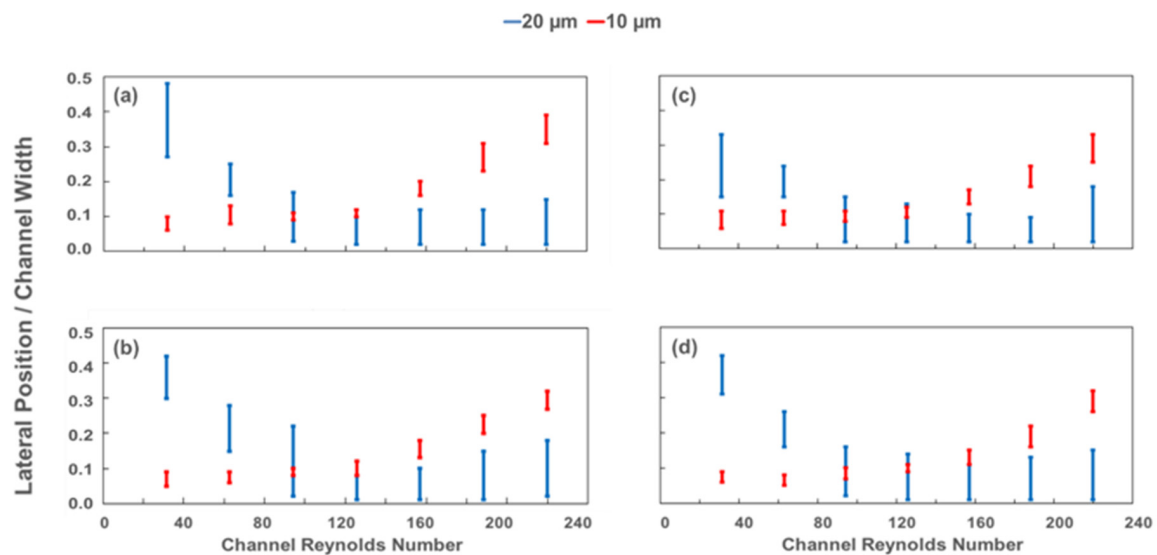 20 µm 10 µm
Lateral Position / Channel Width
(a)
0.5
0.4
0.3
0.2
0.1
0.0
(c)
(b)
0.5
0.4
0.3
0.2
0.1
0.0
0 40 80 120 160 200 240
Channel Reynolds Number
(d)
0 40 80 120 160 200 240
Channel Reynolds Number